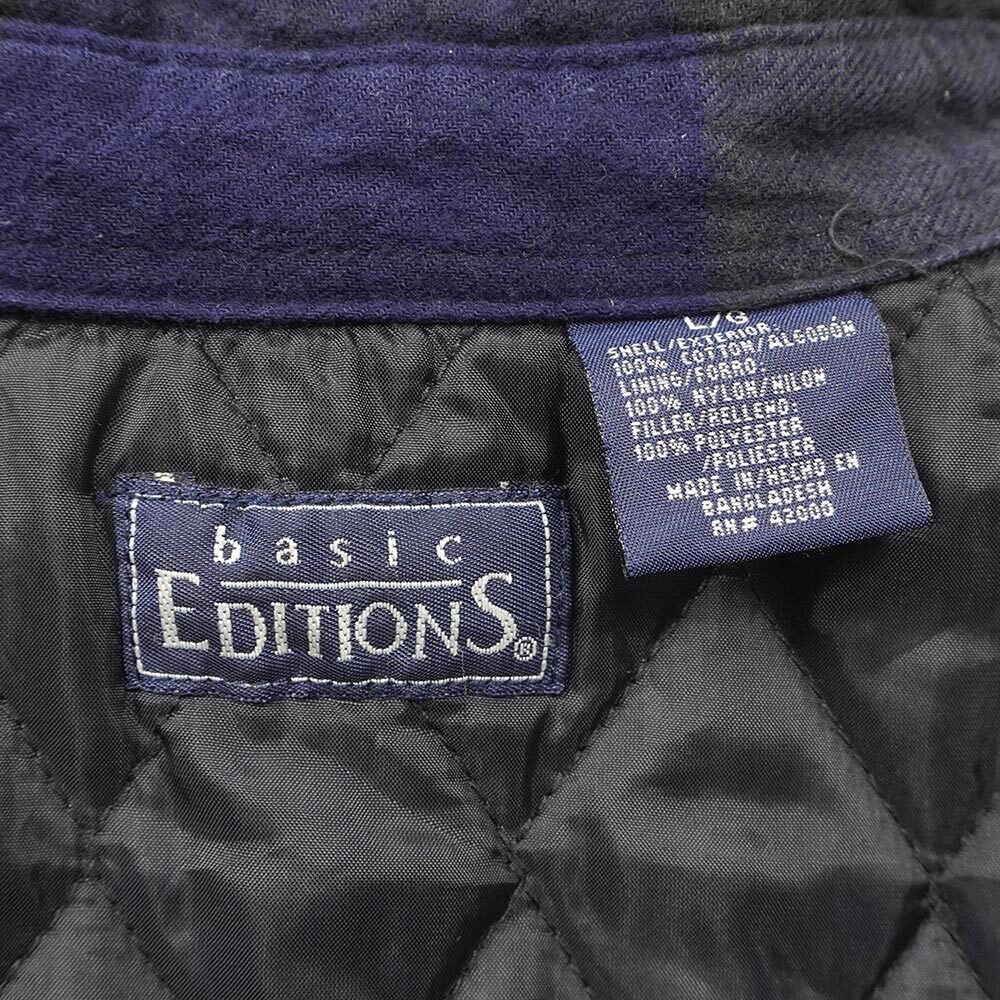 basic
EDITIONS®
L/G
SHELL/EXTERIOR:
100% COTTON/ALGODÓN
LINING/FORRO:
100% NYLON/NILON
FILLER/RELLENO:
100% POLYESTER
/POLIESTER
MADE IN/HECHO EN
BANGLADESH
RN# 42000